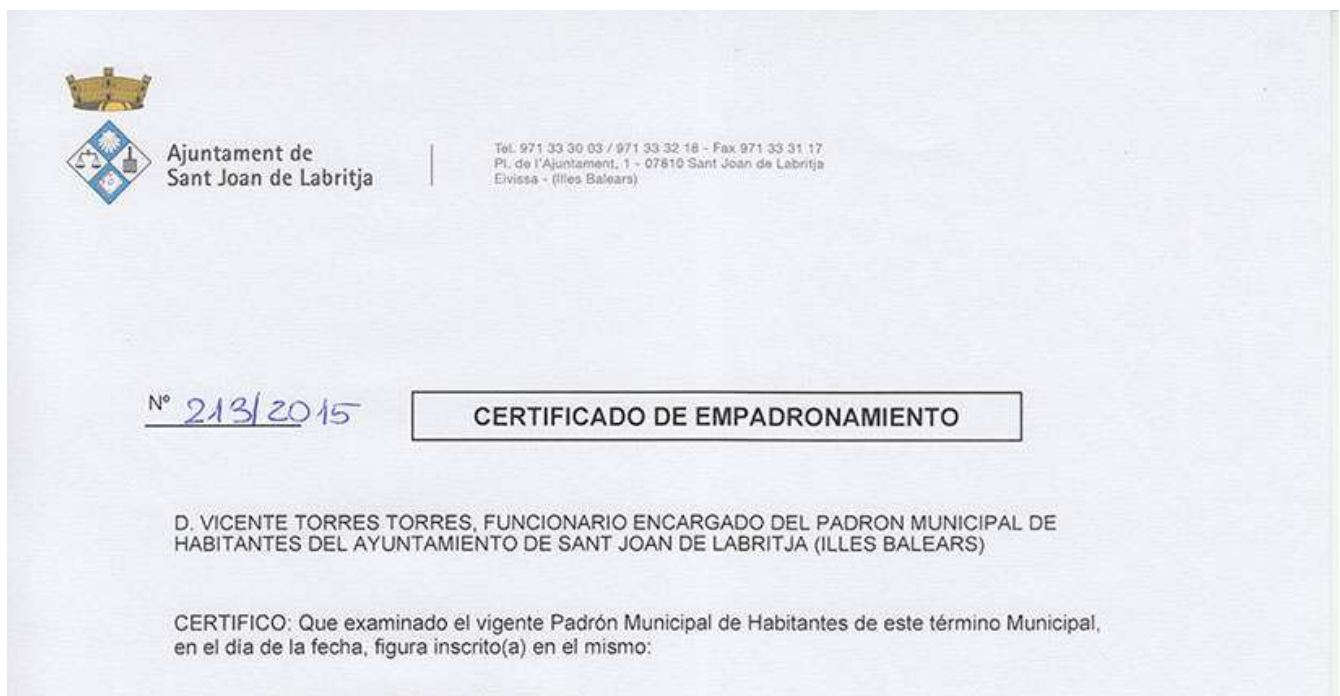 Ajuntament de
Sant Joan de Labritja
Tel. 971 33 30 03 / 971 33 32 18 - Fax 971 33 31 17
Pl. de l'Ajuntament, 1 - 07810 Sant Joan de Labritja
Eivissa - (Illes Balears)
Nº 213/2015
CERTIFICADO DE EMPADRONAMIENTO
D. VICENTE TORRES TORRES, FUNCIONARIO ENCARGADO DEL PADRON MUNICIPAL DE
HABITANTES DEL AYUNTAMIENTO DE SANT JOAN DE LABRITJA (ILLES BALEARS)
CERTIFICO: Que examinado el vigente Padrón Municipal de Habitantes de este término Municipal,
en el día de la fecha, figura inscrito(a) en el mismo: